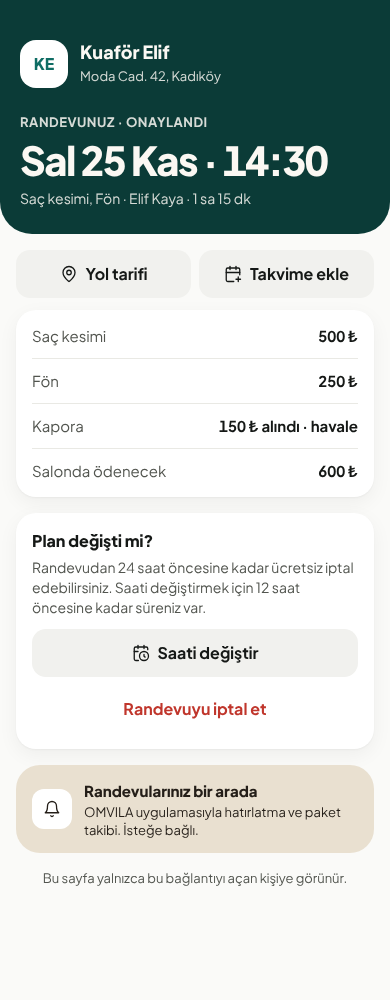 KE
Kuaför Elif
Moda Cad. 42, Kadıköy
RANDEVUNUZ · ONAYLANDI
Sal 25 Kas · 14:30
Saç kesimi, Fön · Elif Kaya · 1 sa 15 dk
Yol tarifi
Takvime ekle
Saç kesimi 500 ₺
Fön 250 ₺
Kapora 150 ₺ alındı · havale
Salonda ödenecek 600 ₺
Plan değişti mi?
Randevudan 24 saat öncesine kadar ücretsiz iptal
edebilirsiniz. Saati değiştirmek için 12 saat
öncesine kadar süreniz var.
Saati değiştir
Randevuyu iptal et
Randevularınız bir arada
OMVILA uygulamasıyla hatırlatma ve paket
takibi. İsteğe bağlı.
Bu sayfa yalnızca bu bağlantıyı açan kişiye görünür.